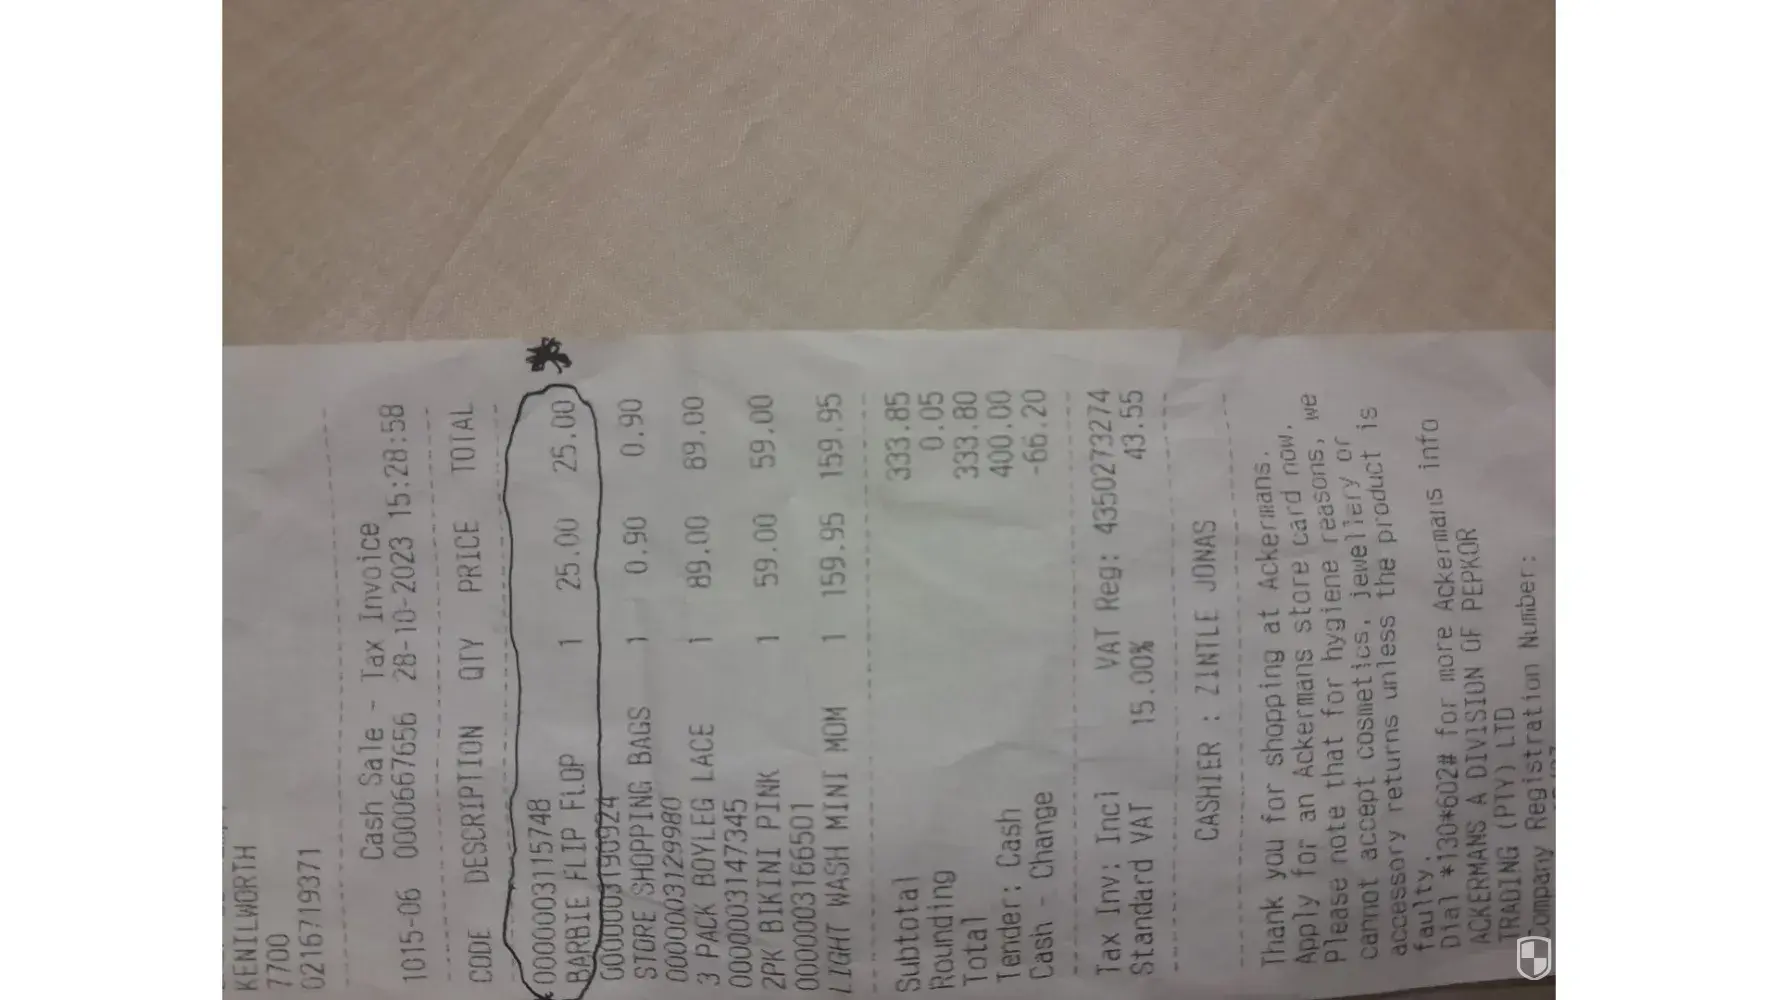 KENILWORTH
7700
0216719371
Cash Sale - Tax Invoice
1015-06 0000667656 28-10-2023 15:28:58
CODE DESCRIPTION QTY PRICE TOTAL
0000003115748
BARBIE FLIP FLOP 1 25.00 25.00
0000003190924
STORE SHOPPING BAGS 1 0.90 0.90
0000003129980
3 PACK BOYLEG LACE 1 89.00 89.00
0000003147345
2PK BIKINI PINK 1 59.00 59.00
0000003166501
LIGHT WASH MINI MOM 1 159.95 159.95
Subtotal 333.85
Rounding 0.05
Total 333.80
Tender: Cash 400.00
Cash - Change -66.20
Tax Inv: Incl VAT Reg: 4350273274
Standard VAT 15.00% 43.55
CASHIER : ZINTLE JONAS
Thank you for shopping at Ackermans.
Apply for an Ackermans store card now.
Please note that for hygiene reasons, we
cannot accept cosmetics, jewellery or
accessory returns unless the product is
faulty.
Dial *130*602# for more Ackermans info
ACKERMANS A DIVISION OF PEPKOR
TRADING (PTY) LTD
Company Registration Number: